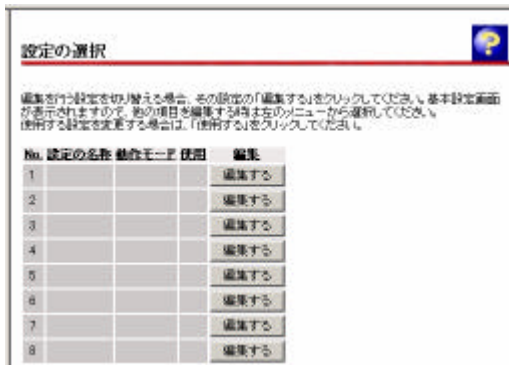 設定の選択
編集を行う設定を切り替える場合、その設定の「編集する」をクリックしてください。基本設定画面
が表示されますので、他の項目を編集する時は左のメニューから選択してください。
使用する設定を変更する場合は、「使用する」をクリックしてください。
No. 設定の名称 動作モード 使用 編集
1 編集する
2 編集する
3 編集する
4 編集する
5 編集する
6 編集する
7 編集する
8 編集する